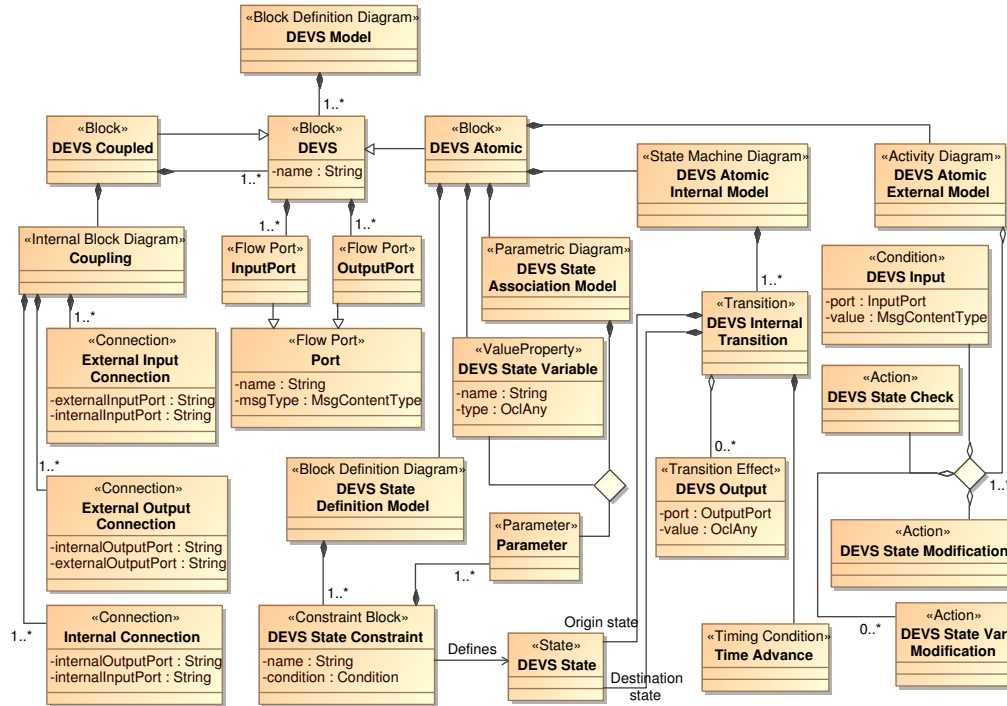 «Block Definition Diagram»
DEVS Model
1..*
«Block»
DEVS Coupled
«Block»
DEVS
-name : String
1..*
«Block»
DEVS Atomic
«State Machine Diagram»
DEVS Atomic
Internal Model
«Activity Diagram»
DEVS Atomic
External Model
1..*
1..*
«Internal Block Diagram»
Coupling
«Flow Port»
InputPort
«Flow Port»
OutputPort
«Parametric Diagram»
DEVS State
Association Model
1..*
«Condition»
DEVS Input
-port : InputPort
-value : MsgContentType
1..*
«Connection»
External Input
Connection
-externalInputPort : String
-internalInputPort : String
«Flow Port»
Port
-name : String
-msgType : MsgContentType
«ValueProperty»
DEVS State Variable
-name : String
-type : OclAny
«Transition»
DEVS Internal
Transition
«Action»
DEVS State Check
0..*
1..*
«Connection»
External Output
Connection
-internalOutputPort : String
-externalOutputPort : String
«Block Definition Diagram»
DEVS State
Definition Model
«Transition Effect»
DEVS Output
-port : OutputPort
-value : OclAny
1..*
«Parameter»
Parameter
1..*
«Action»
DEVS State Modification
1..*
1..*
«Connection»
Internal Connection
-internalOutputPort : String
-internalInputPort : String
«Constraint Block»
DEVS State Constraint
-name : String
-condition : Condition
Defines
«State»
DEVS State
Origin state
Destination
state
«Timing Condition»
Time Advance
0..*
«Action»
DEVS State Var
Modification